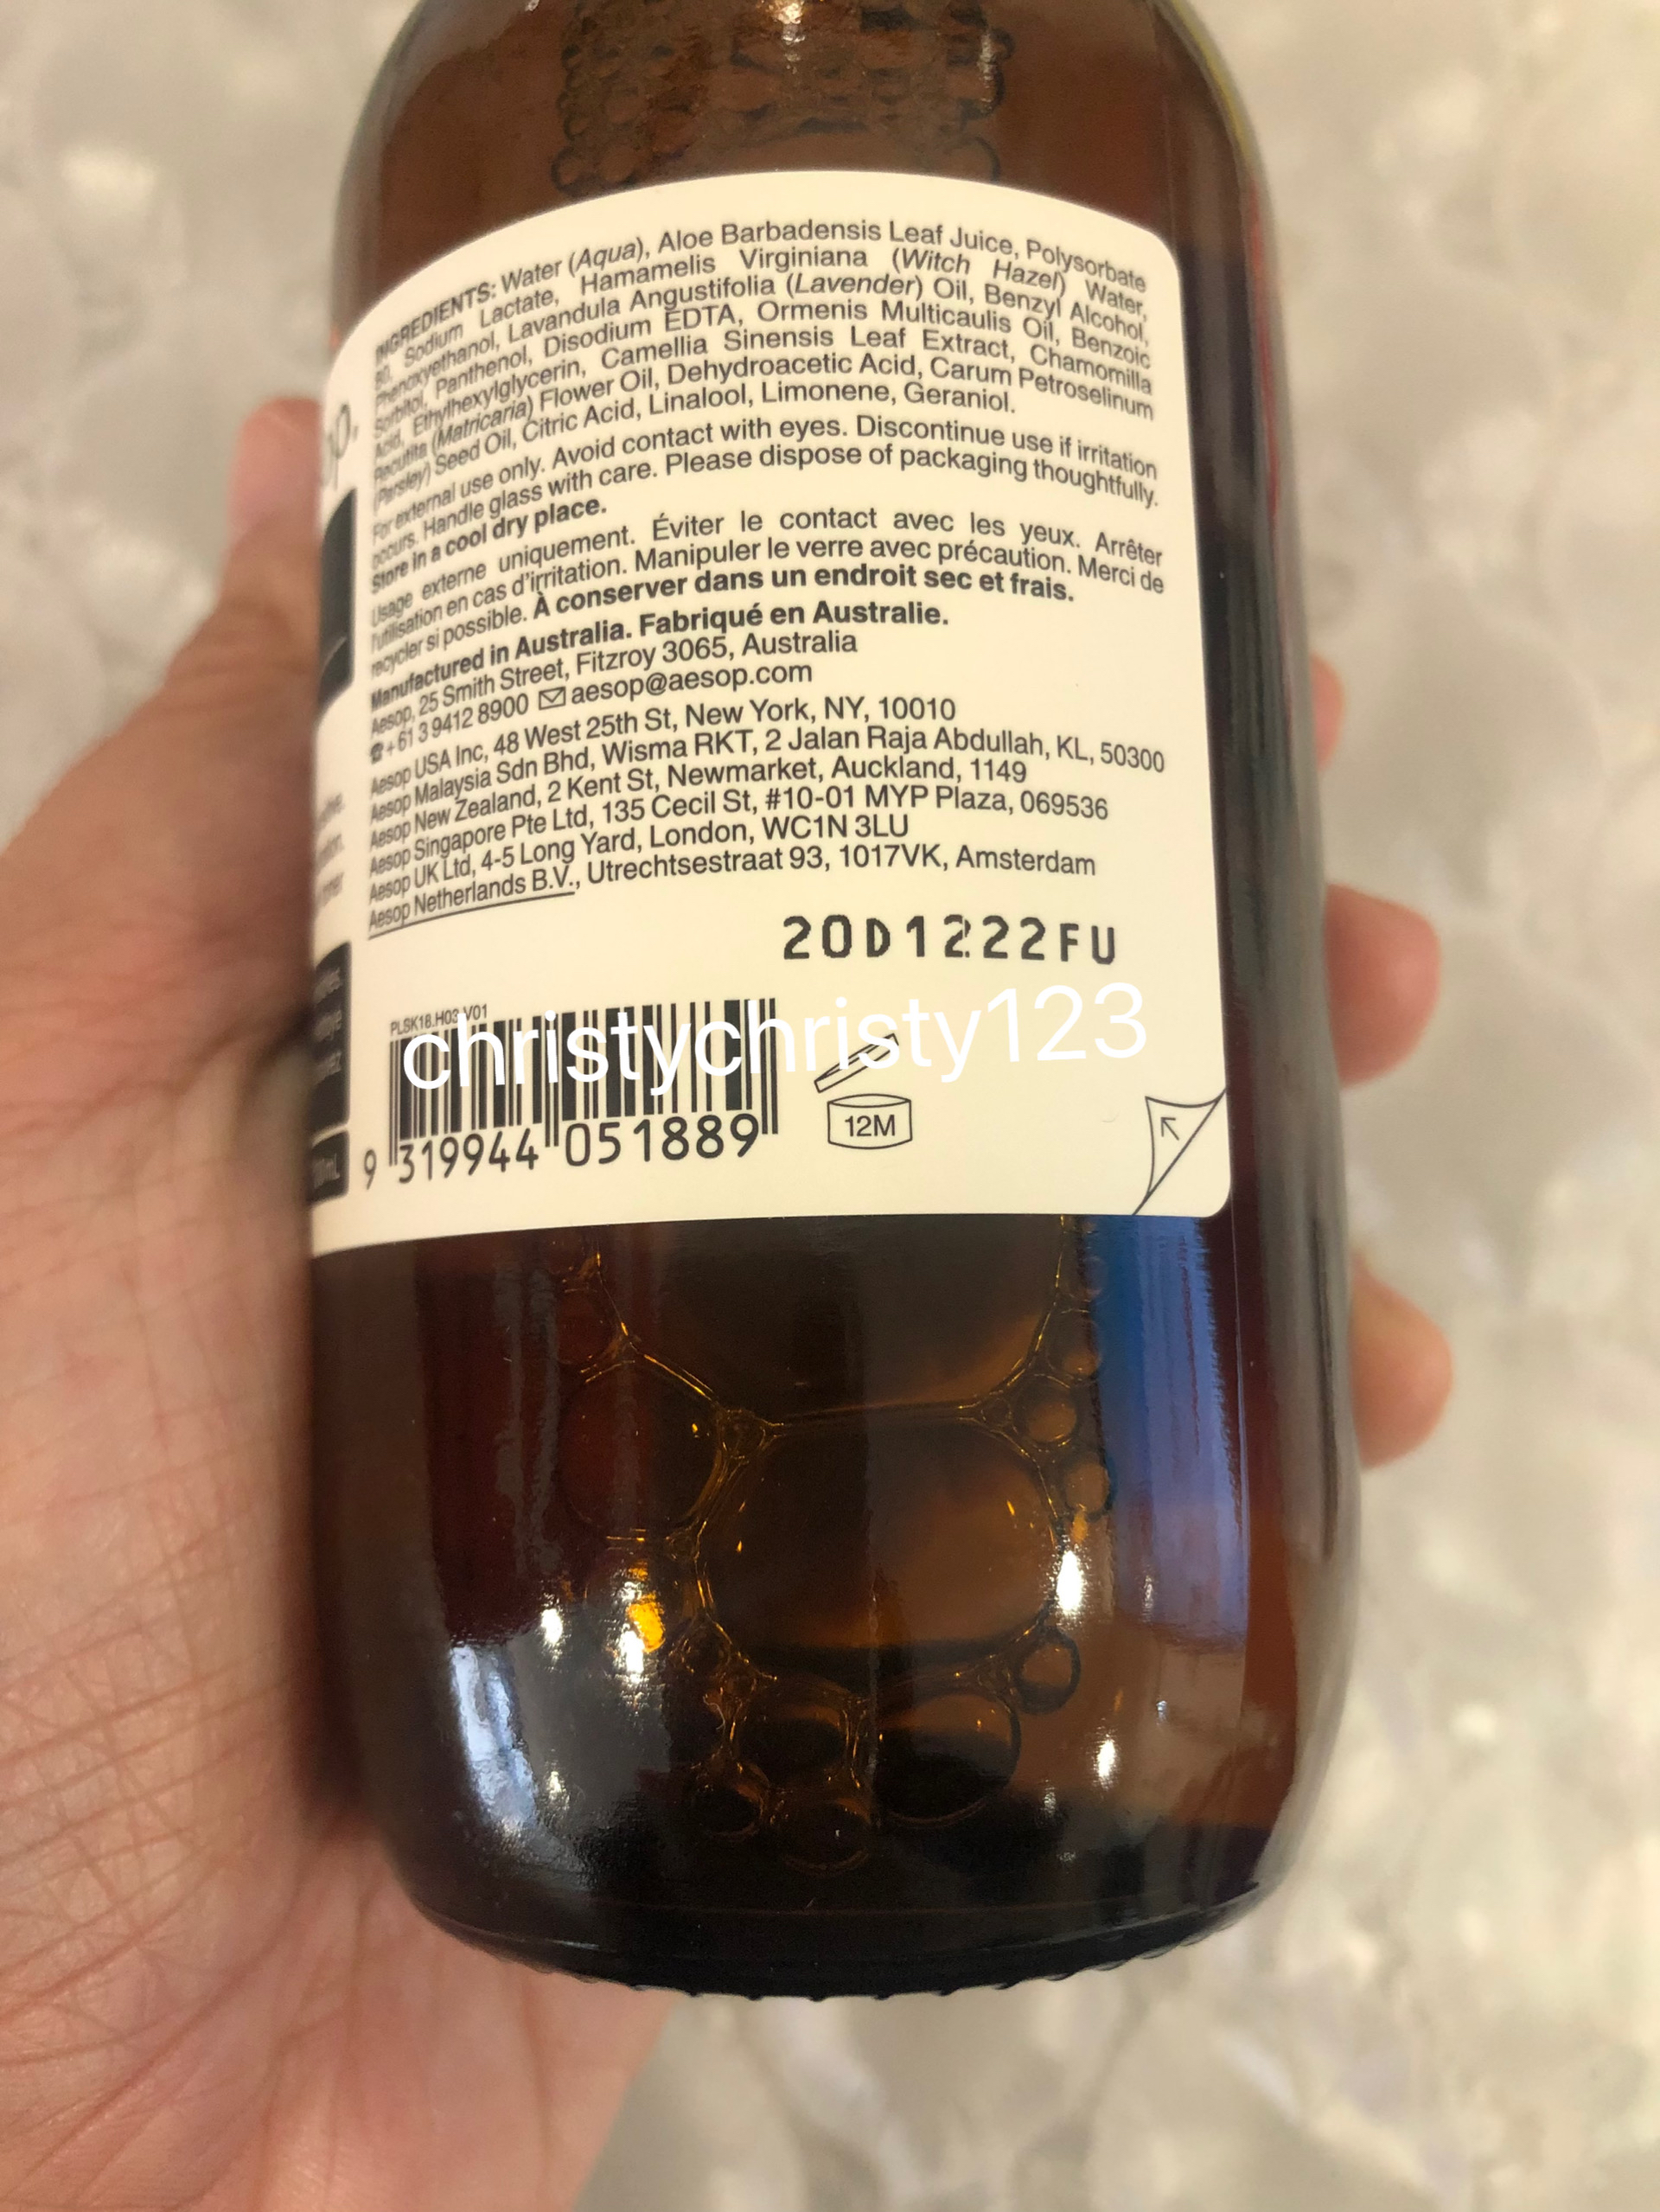 INGREDIENTS: Water (Aqua), Aloe Barbadensis Leaf Juice, Polysorbate
80, Sodium Lactate, Hamamelis Virginiana (Witch Hazel) Water,
Phenoxyethanol, Lavandula Angustifolia (Lavender) Oil, Benzyl Alcohol,
Sorbitol, Panthenol, Disodium EDTA, Ormenis Multicaulis Oil, Benzoic
Acid, Ethylhexylglycerin, Camellia Sinensis Leaf Extract, Chamomilla
Recutita (Matricaria) Flower Oil, Dehydroacetic Acid, Carum Petroselinum
(Parsley) Seed Oil, Citric Acid, Linalool, Limonene, Geraniol.
For external use only. Avoid contact with eyes. Discontinue use if irritation
occurs. Handle glass with care. Please dispose of packaging thoughtfully.
Store in a cool dry place.
Usage externe uniquement. Éviter le contact avec les yeux. Arrêter
l'utilisation en cas d'irritation. Manipuler le verre avec précaution. Merci de
recycler si possible. À conserver dans un endroit sec et frais.
Manufactured in Australia. Fabriqué en Australie.
Aesop, 25 Smith Street, Fitzroy 3065, Australia
☎ +61 3 9412 8900 ✉ aesop@aesop.com
Aesop USA Inc, 48 West 25th St, New York, NY, 10010
Aesop Malaysia Sdn Bhd, Wisma RKT, 2 Jalan Raja Abdullah, KL, 50300
Aesop New Zealand, 2 Kent St, Newmarket, Auckland, 1149
Aesop Singapore Pte Ltd, 135 Cecil St, #10-01 MYP Plaza, 069536
Aesop UK Ltd, 4-5 Long Yard, London, WC1N 3LU
Aesop Netherlands B.V., Utrechtsestraat 93, 1017VK, Amsterdam
20D1222FU
PLSK18.H03 V01
christychristy123
12M
9 319944 051889